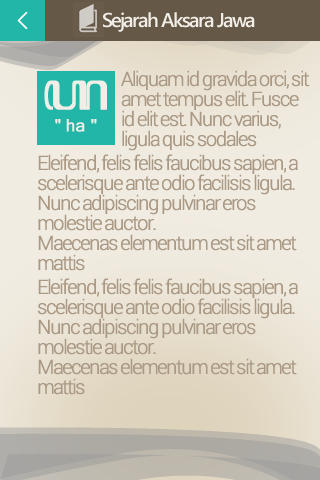 Sejarah Aksara Jawa
ꦲ
" ha "
Aliquam id gravida orci, sit
amet tempus elit. Fusce
id elit est. Nunc varius,
ligula quis sodales
Eleifend, felis felis faucibus sapien, a
scelerisque ante odio facilisis ligula.
Nunc adipiscing pulvinar eros
molestie auctor.
Maecenas elementum est sit amet
mattis
Eleifend, felis felis faucibus sapien, a
scelerisque ante odio facilisis ligula.
Nunc adipiscing pulvinar eros
molestie auctor.
Maecenas elementum est sit amet
mattis